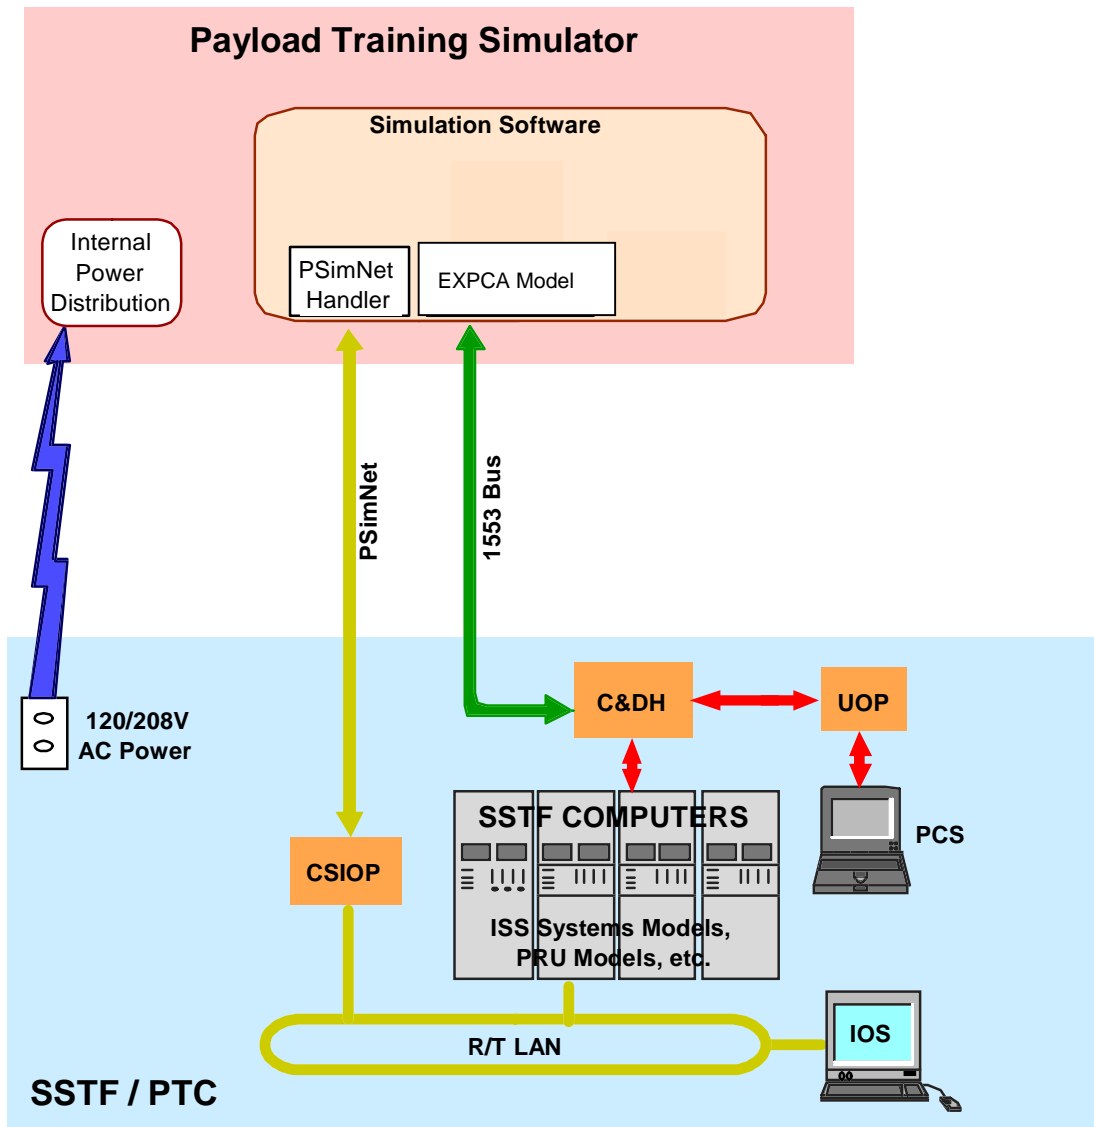 Payload Training Simulator
Simulation Software
Internal
Power
Distribution
PSimNet
Handler
EXPCA Model
PSimNet
1553 Bus
120/208V
AC Power
C&DH
UOP
SSTF COMPUTERS
PCS
CSIOP
ISS Systems Models,
PRU Models, etc.
R/T LAN
IOS
SSTF / PTC